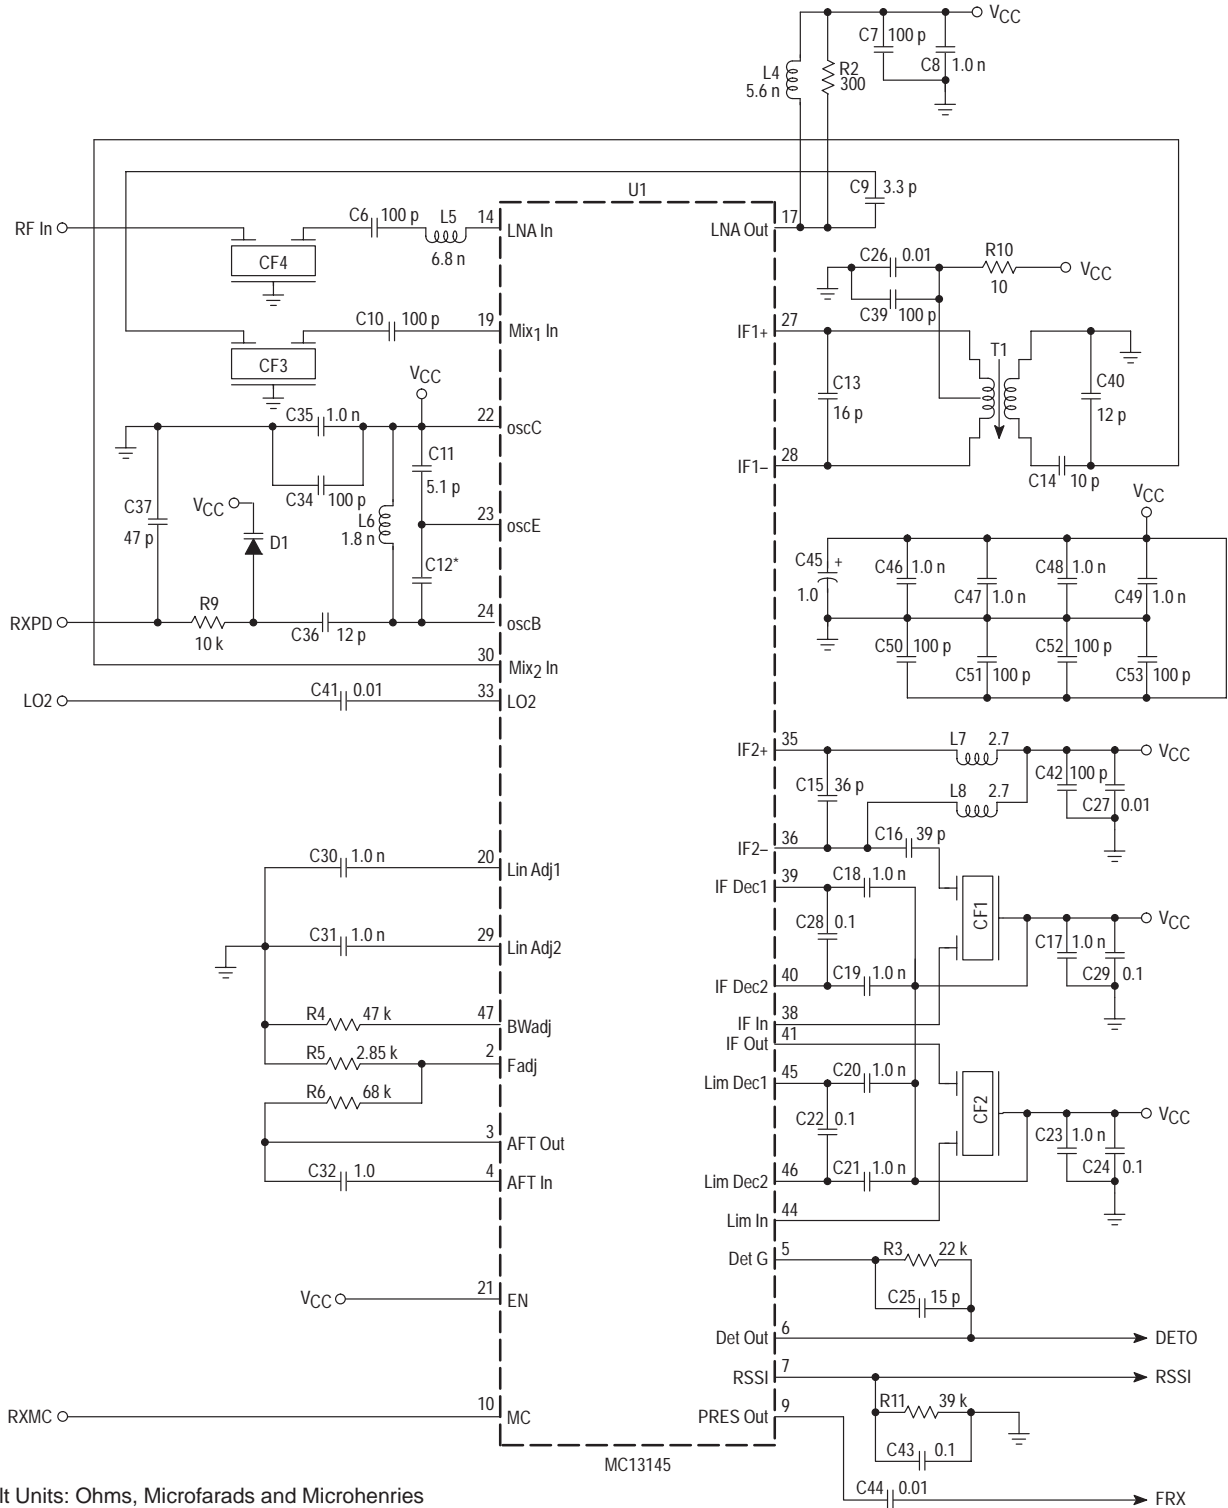 VCC
C7 100 p
C8 1.0 n
L4 5.6 n
R2 300
C9 3.3 p
U1
RF In
C6 100 p
L5 6.8 n
14 LNA In
LNA Out 17
CF4
C26 0.01
R10 10
VCC
C39 100 p
C10 100 p
19 Mix1 In
IF1+ 27
CF3
T1
C13 16 p
C40 12 p
VCC
C35 1.0 n
22 oscC
C11 5.1 p
IF1– 28
C14 10 p
C34 100 p
C37 47 p
VCC
D1
L6 1.8 n
23 oscE
C12*
VCC
C45 +
1.0
C46 1.0 n
C47 1.0 n
C48 1.0 n
C49 1.0 n
RXPD
R9 10 k
C36 12 p
24 oscB
C50 100 p
C51 100 p
C52 100 p
C53 100 p
30 Mix2 In
LO2
C41 0.01
33 LO2
IF2+ 35
L7 2.7
VCC
C15 36 p
L8 2.7
C42 100 p
C27 0.01
IF2– 36
C16 39 p
C30 1.0 n
20 Lin Adj1
IF Dec1 39
C18 1.0 n
CF1
C28 0.1
VCC
C31 1.0 n
29 Lin Adj2
C17 1.0 n
C29 0.1
IF Dec2 40
C19 1.0 n
R4 47 k
47 BWadj
IF In 38
IF Out 41
R5 2.85 k
2 Fadj
Lim Dec1 45
C20 1.0 n
R6 68 k
C22 0.1
CF2
VCC
C23 1.0 n
C24 0.1
3 AFT Out
C32 1.0
4 AFT In
Lim Dec2 46
C21 1.0 n
Lim In 44
Det G 5
R3 22 k
VCC
21 EN
C25 15 p
Det Out 6
DETO
RSSI 7
RSSI
RXMC
10 MC
PRES Out 9
R11 39 k
C43 0.1
MC13145
C44 0.01
FRX
lt Units: Ohms, Microfarads and Microhenries